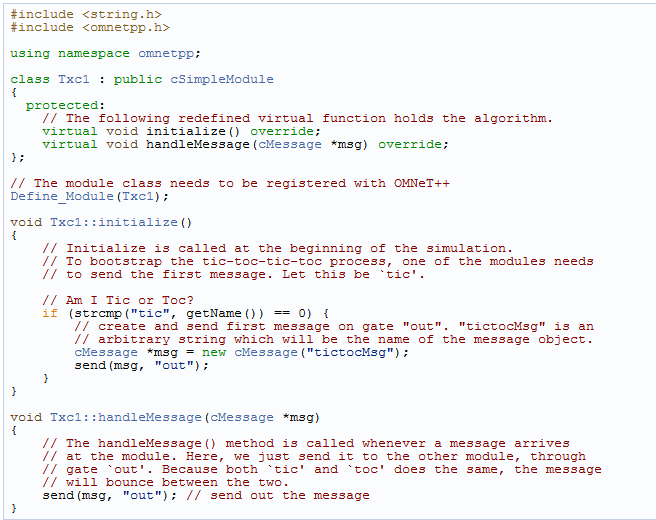 #include <string.h>
#include <omnetpp.h>

using namespace omnetpp;

class Txc1 : public cSimpleModule
{
  protected:
    // The following redefined virtual function holds the algorithm.
    virtual void initialize() override;
    virtual void handleMessage(cMessage *msg) override;
};

// The module class needs to be registered with OMNeT++
Define_Module(Txc1);

void Txc1::initialize()
{
    // Initialize is called at the beginning of the simulation.
    // To bootstrap the tic-toc-tic-toc process, one of the modules needs
    // to send the first message. Let this be `tic'.

    // Am I Tic or Toc?
    if (strcmp("tic", getName()) == 0) {
        // create and send first message on gate "out". "tictocMsg" is an
        // arbitrary string which will be the name of the message object.
        cMessage *msg = new cMessage("tictocMsg");
        send(msg, "out");
    }
}

void Txc1::handleMessage(cMessage *msg)
{
    // The handleMessage() method is called whenever a message arrives
    // at the module. Here, we just send it to the other module, through
    // gate `out'. Because both `tic' and `toc' does the same, the message
    // will bounce between the two.
    send(msg, "out"); // send out the message
}